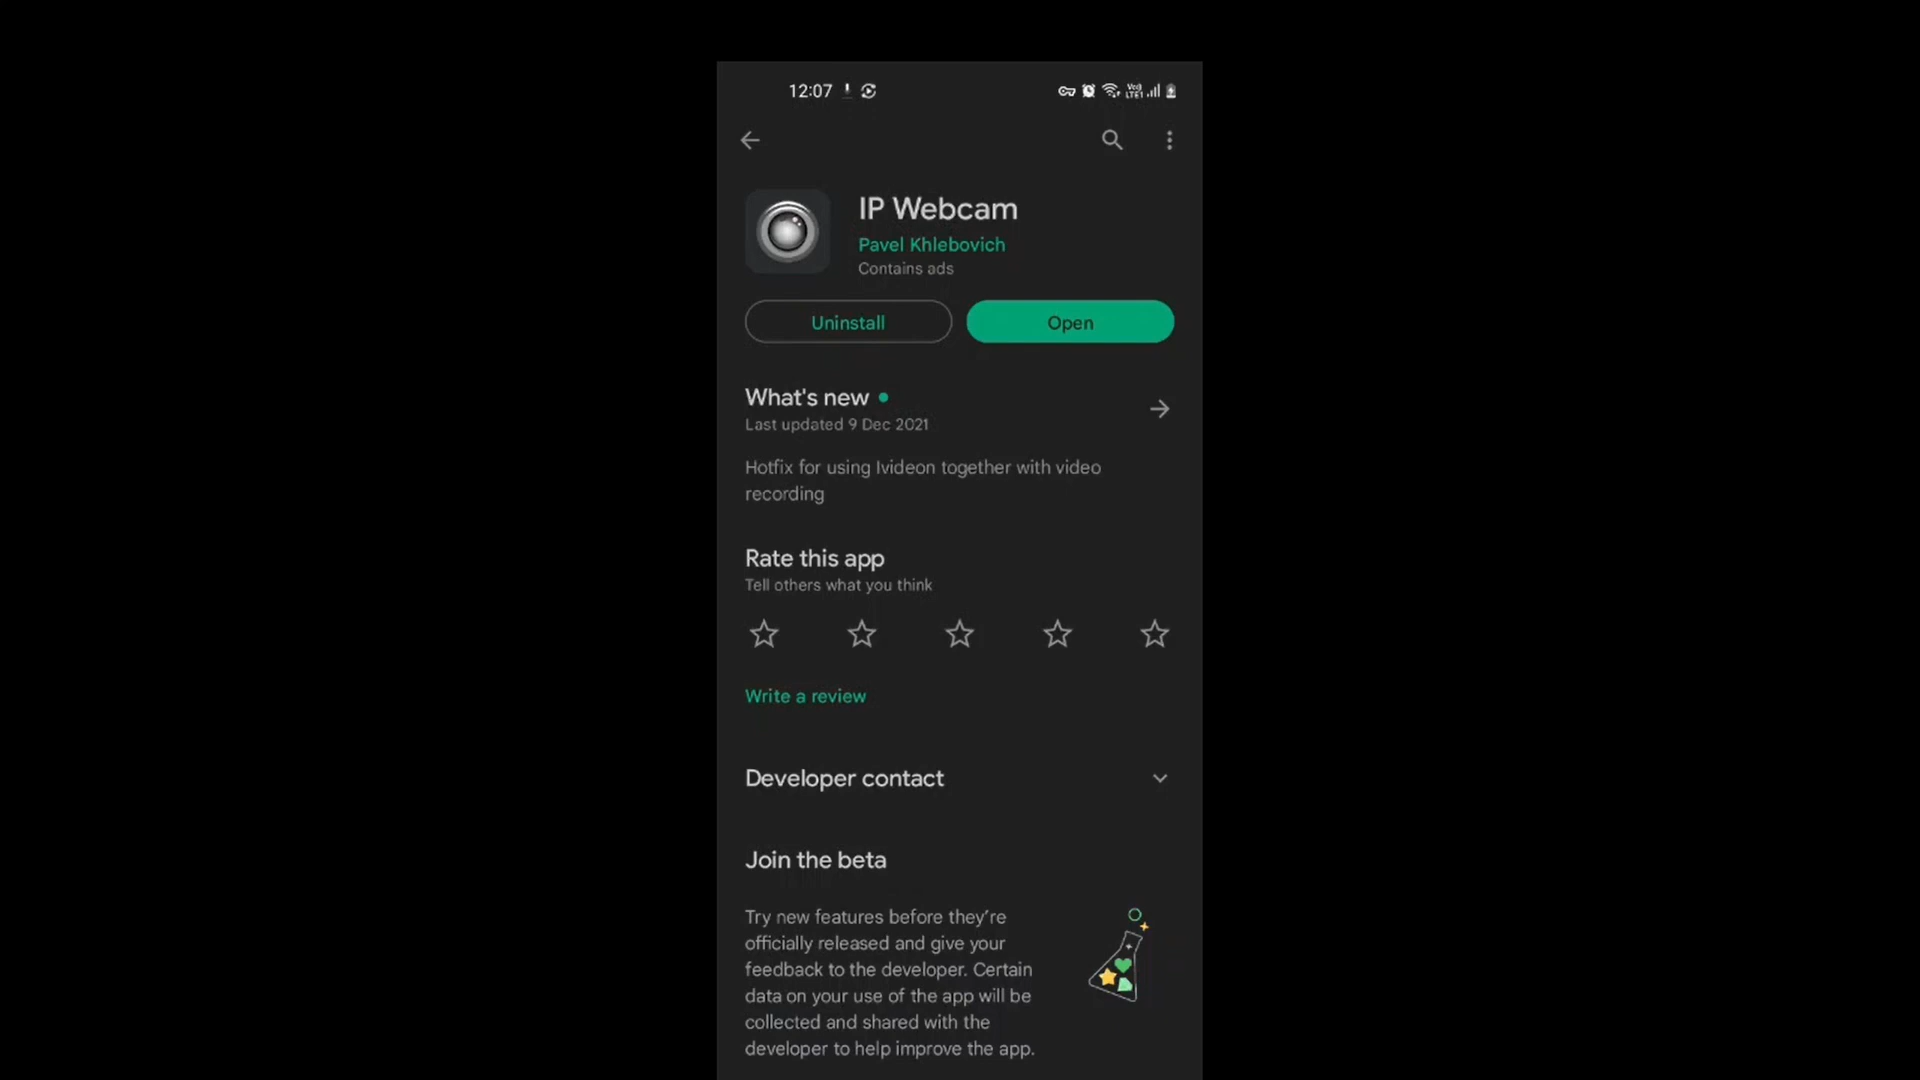 12:07
Vo) LTE1
IP Webcam
Pavel Khlebovich
Contains ads
Uninstall
Open
What's new
Last updated 9 Dec 2021
Hotfix for using Ivideon together with video
recording
Rate this app
Tell others what you think
Write a review
Developer contact
Join the beta
Try new features before they're
officially released and give your
feedback to the developer. Certain
data on your use of the app will be
collected and shared with the
developer to help improve the app.